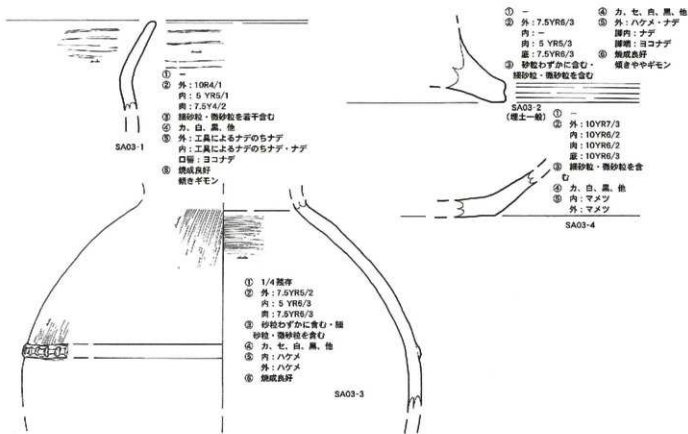 ① －
② 外：10R4/1
内：5 YR5/1
肉：7.5Y4/2
③ 細砂粒・微砂粒を若干含む
④ カ、白、黒、他
⑤ 外：工具によるナデのちナデ
内：工具によるナデのちナデ・ナデ
口唇：ヨコナデ
⑥ 焼成良好
傾きギモン
SA03-1
① －
② 外：7.5YR6/3
内：－
肉：5 YR5/3
底：7.5YR6/3
③ 砂粒わずかに含む・
細砂粒・微砂粒を含む
④ カ、セ、白、黒、他
⑤ 外：ハケメ・ナデ
脚内：ナデ
脚端：ヨコナデ
⑥ 焼成良好
傾きややギモン
SA03-2
(埋土一般)
① －
② 外：10YR7/3
内：10YR6/2
肉：10YR6/2
底：10YR6/3
③ 細砂粒・微砂粒を含
む
④ カ、白、黒、他
⑤ 内：マメツ
外：マメツ
SA03-4
① 1/4残存
② 外：7.5YR5/2
内：5 YR6/3
肉：7.5YR6/3
③ 砂粒わずかに含む・細
砂粒・微砂粒を含む
④ カ、セ、白、黒、他
⑤ 内：ハケメ
外：ハケメ
⑥ 焼成良好
SA03-3